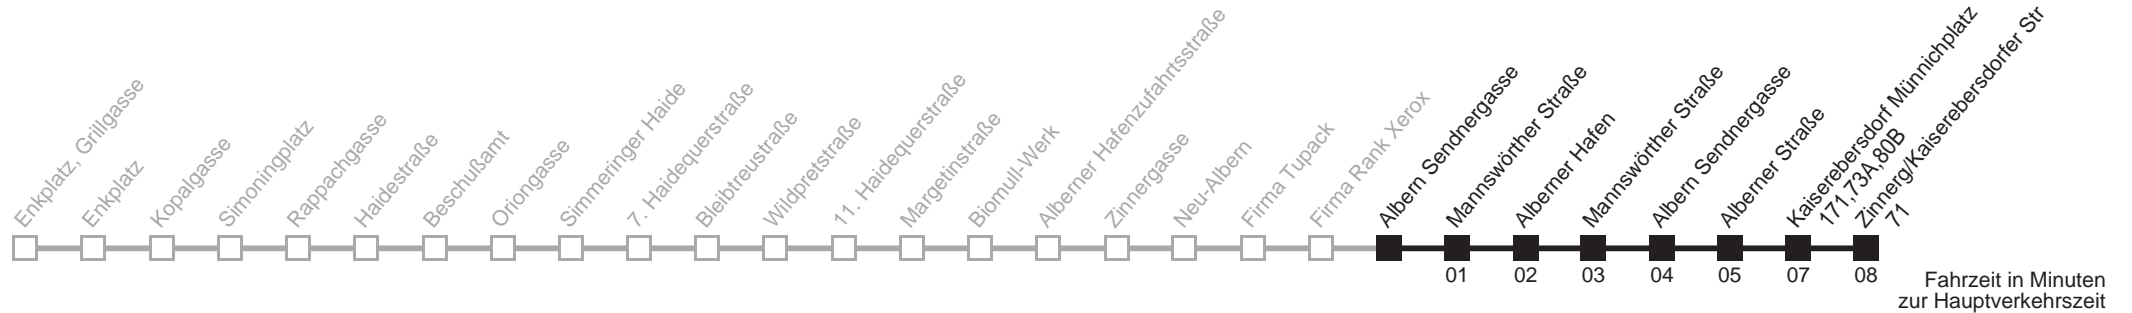 Enkplatz, Grillgasse
Enkplatz
Kopalgasse
Simoningplatz
Rappachgasse
Haidestraße
Beschußamt
Oriongasse
Simmeringer Haide
7. Haidequerstraße
Bleibtreustraße
Wildpretstraße
11. Haidequerstraße
Margetinstraße
Biomull-Werk
Alberner Hafenzufahrtsstraße
Zinnergasse
Neu-Albern
Firma Tupack
Firma Rank Xerox
Albern Sendnergasse
Mannswörther Straße
Alberner Hafen
Mannswörther Straße
Albern Sendnergasse
Alberner Straße
Kaiserebersdorf Münnichplatz
171,73A,80B
Zinnerg/Kaiserebersdorfer Str
71
01 02 03 04 05 07 08
Fahrzeit in Minuten
zur Hauptverkehrszeit